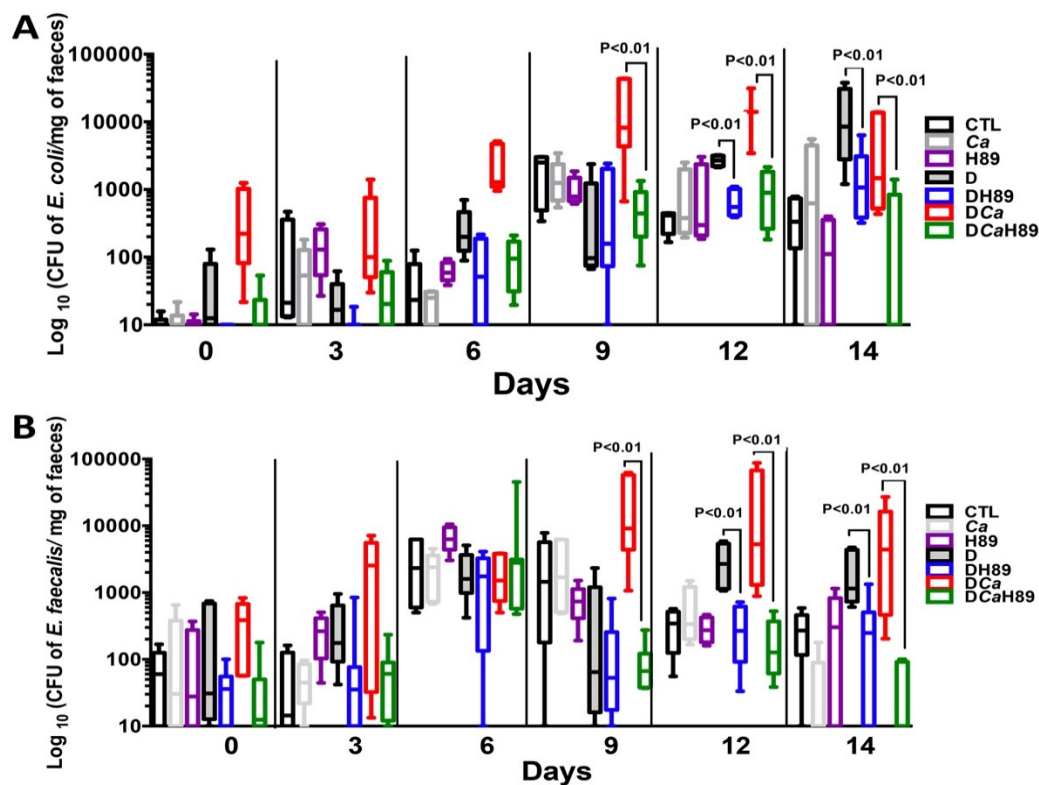 A
Log 10 (CFU of E. coli/mg of faeces)
100000
10000
1000
100
10
P<0.01
P<0.01
P<0.01
P<0.01
P<0.01
CTL
Ca
H89
D
DH89
DCa
DCaH89
0 3 6 9 12 14
Days
B
Log 10 (CFU of E. faecalis/ mg of faeces)
100000
10000
1000
100
10
P<0.01
P<0.01
P<0.01
P<0.01
P<0.01
CTL
Ca
H89
D
DH89
DCa
DCaH89
0 3 6 9 12 14
Days